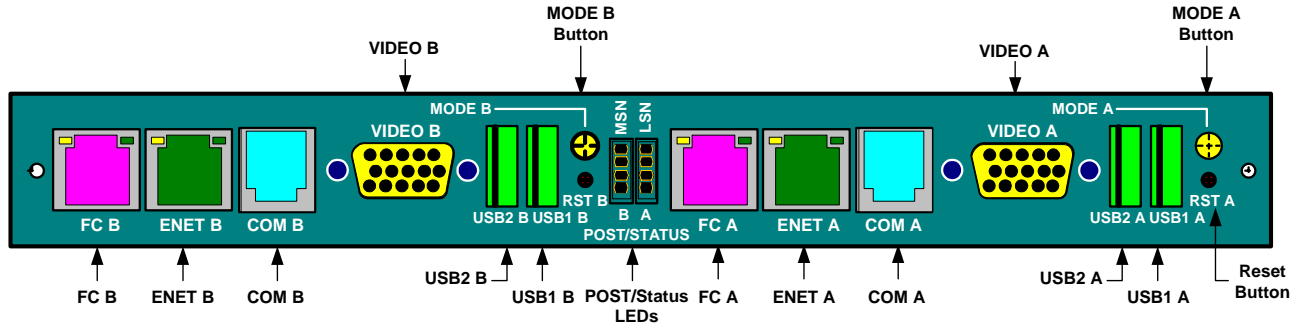 MODE B
Button
MODE A
Button
VIDEO B
VIDEO A
MODE B
MSN
LSN
MODE A
VIDEO B
VIDEO A
RST B
RST A
FC B
ENET B
COM B
USB2 B
USB1 B
B
A
FC A
ENET A
COM A
USB2 A
USB1 A
POST/STATUS
FC B
ENET B
COM B
USB2 B
USB1 B
POST/Status
LEDs
FC A
ENET A
COM A
USB2 A
USB1 A
Reset
Button